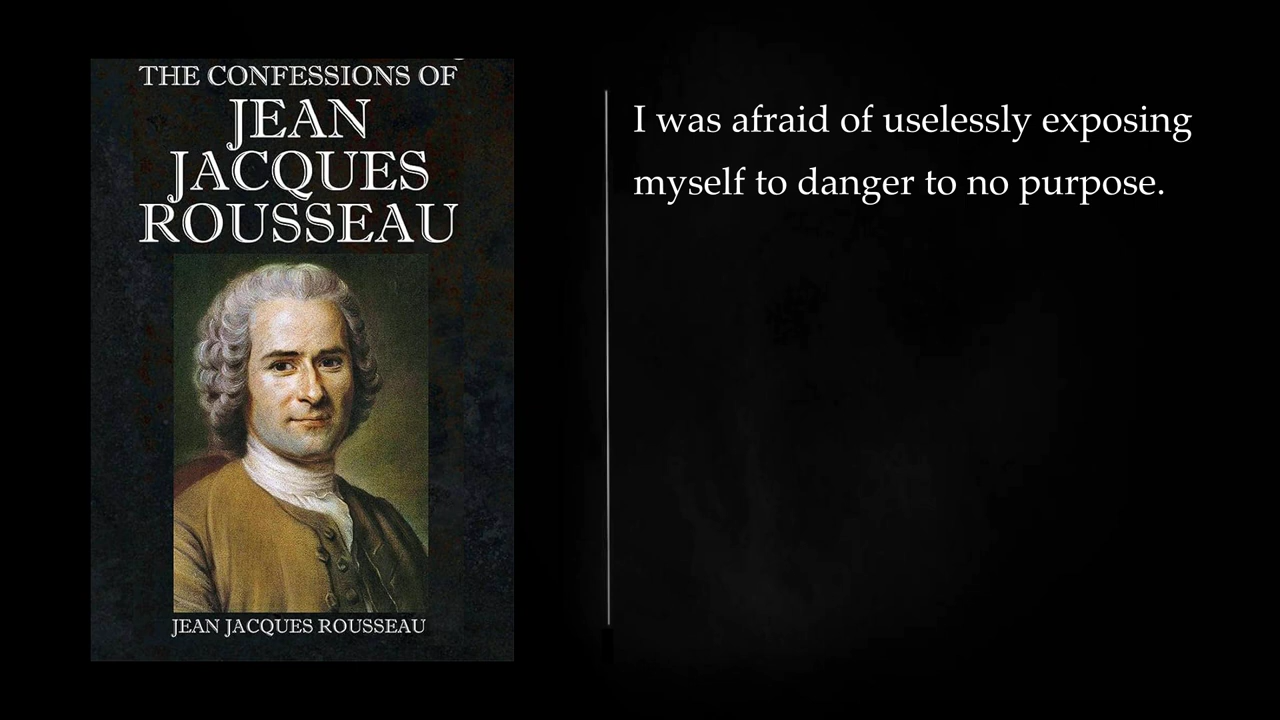 THE CONFESSIONS OF
JEAN
JACQUES
ROUSSEAU
JEAN JACQUES ROUSSEAU
I was afraid of uselessly exposing
myself to danger to no purpose.